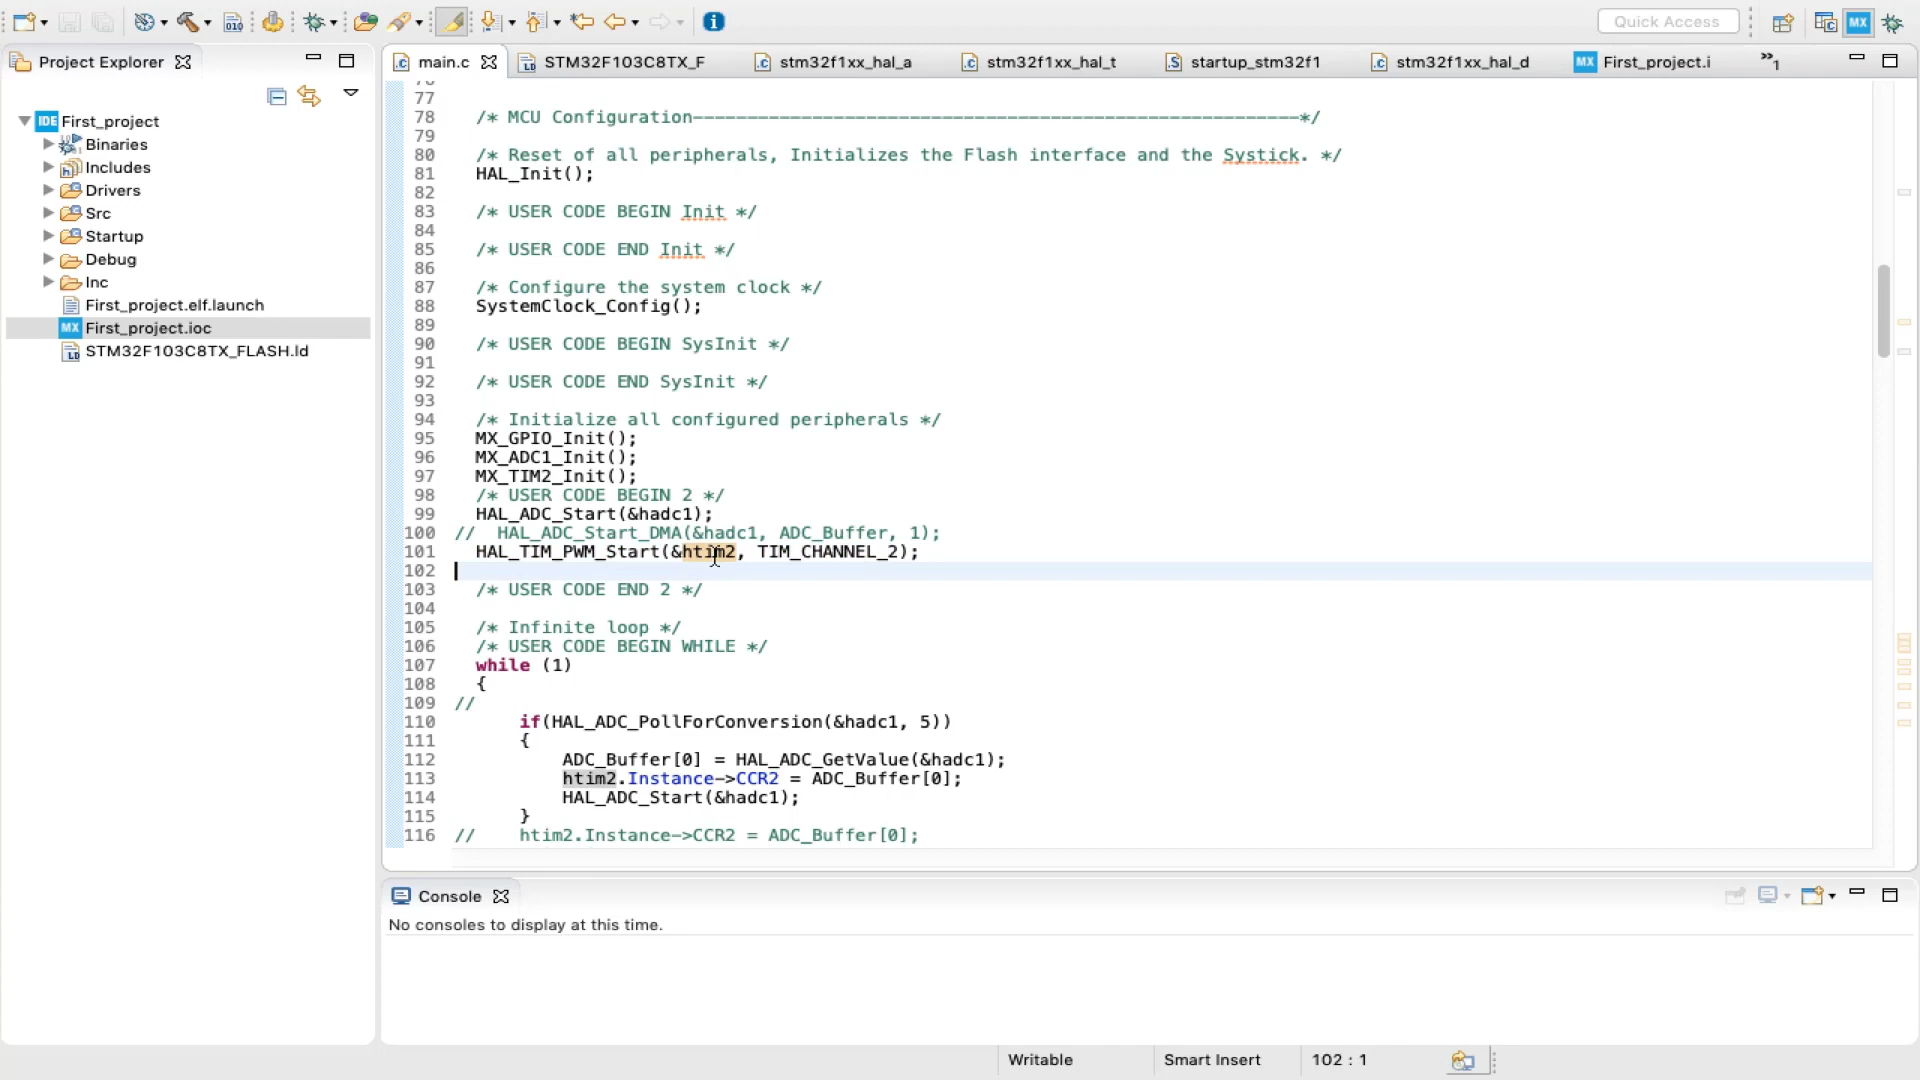 Quick Access
MX
Project Explorer
main.c
STM32F103C8TX_F
stm32f1xx_hal_a
stm32f1xx_hal_t
startup_stm32f1
stm32f1xx_hal_d
MX First_project.i
»1
IDE First_project
Binaries
Includes
Drivers
Src
Startup
Debug
Inc
First_project.elf.launch
MX First_project.ioc
STM32F103C8TX_FLASH.ld
77
78 /* MCU Configuration--------------------------------------------------------*/
79
80 /* Reset of all peripherals, Initializes the Flash interface and the Systick. */
81 HAL_Init();
82
83 /* USER CODE BEGIN Init */
84
85 /* USER CODE END Init */
86
87 /* Configure the system clock */
88 SystemClock_Config();
89
90 /* USER CODE BEGIN SysInit */
91
92 /* USER CODE END SysInit */
93
94 /* Initialize all configured peripherals */
95 MX_GPIO_Init();
96 MX_ADC1_Init();
97 MX_TIM2_Init();
98 /* USER CODE BEGIN 2 */
99 HAL_ADC_Start(&hadc1);
100 // HAL_ADC_Start_DMA(&hadc1, ADC_Buffer, 1);
101 HAL_TIM_PWM_Start(&htim2, TIM_CHANNEL_2);
102
103 /* USER CODE END 2 */
104
105 /* Infinite loop */
106 /* USER CODE BEGIN WHILE */
107 while (1)
108 {
109 //
110 if(HAL_ADC_PollForConversion(&hadc1, 5))
111 {
112 ADC_Buffer[0] = HAL_ADC_GetValue(&hadc1);
113 htim2.Instance->CCR2 = ADC_Buffer[0];
114 HAL_ADC_Start(&hadc1);
115 }
116 // htim2.Instance->CCR2 = ADC_Buffer[0];
Console
No consoles to display at this time.
Writable
Smart Insert
102 : 1